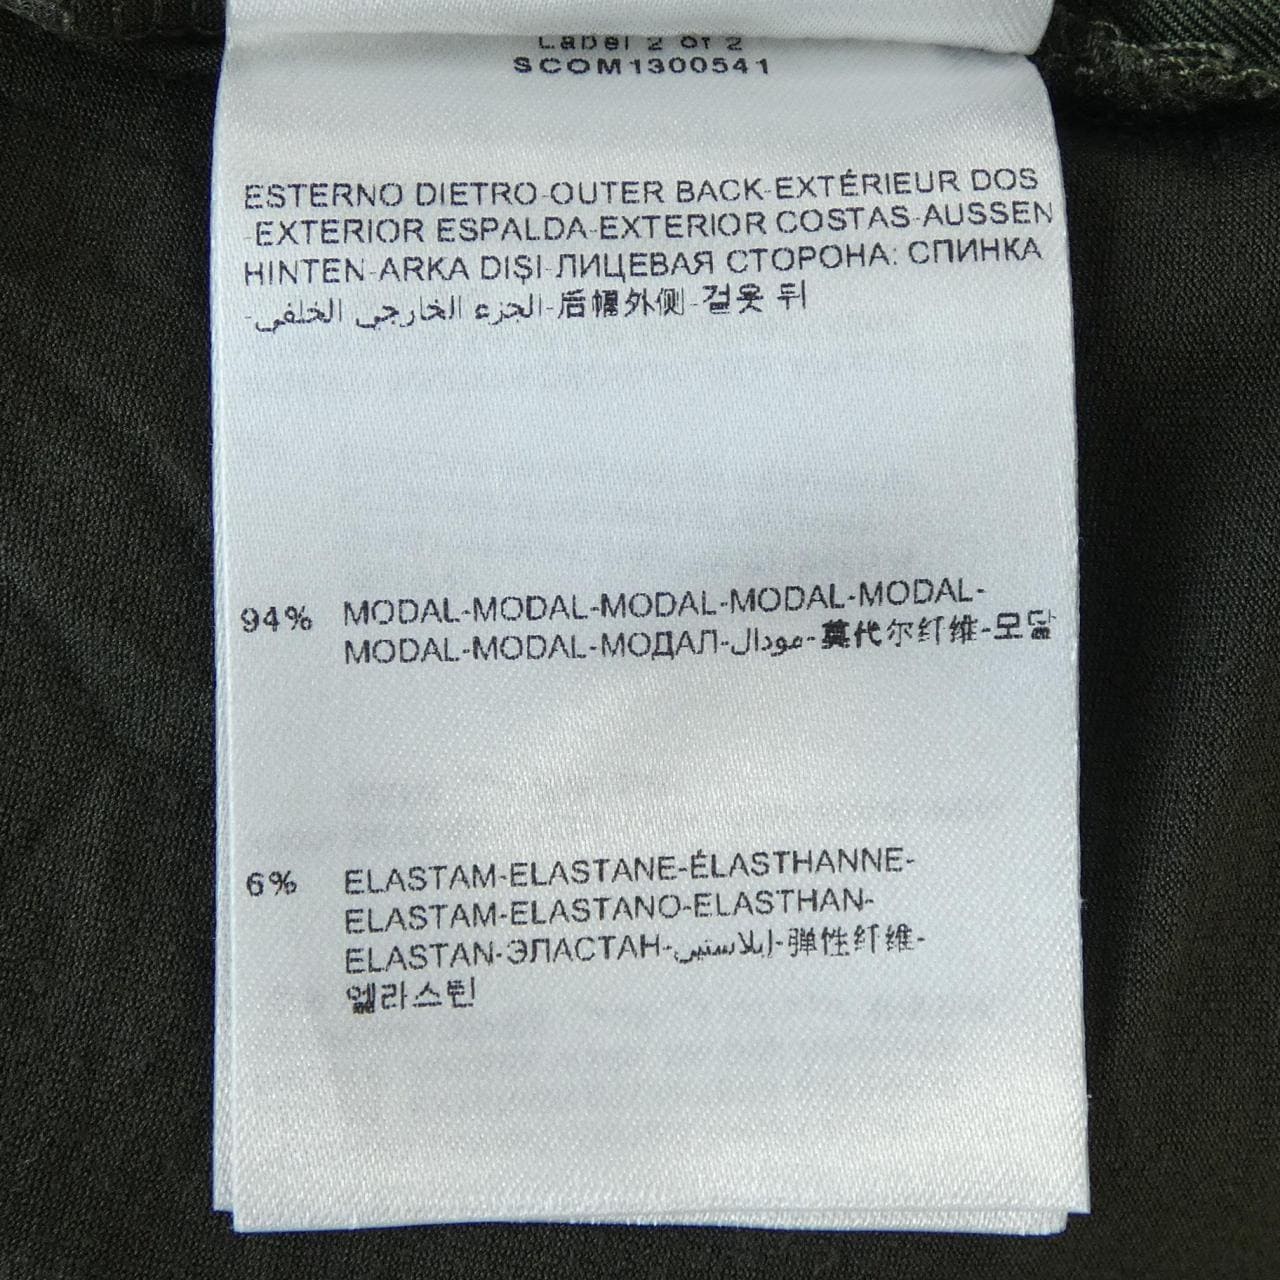 Label 2 of 2
SCOM1300541
ESTERNO DIETRO-OUTER BACK-EXTÉRIEUR DOS
-EXTERIOR ESPALDA-EXTERIOR COSTAS-AUSSEN
HINTEN-ARKA DIŞI-ЛИЦЕВАЯ СТОРОНА: СПИНКА
-الجزء الخارجي الخلفي-后幅外侧-겉옷 뒤
94% MODAL-MODAL-MODAL-MODAL-MODAL-
MODAL-MODAL-МОДАЛ-مودال-莫代尔纤维-모달
6% ELASTAM-ELASTANE-ÉLASTHANNE-
ELASTAM-ELASTANO-ELASTHAN-
ELASTAN-ЭЛАСТАН-إيلاستين-弹性纤维-
엘라스틴